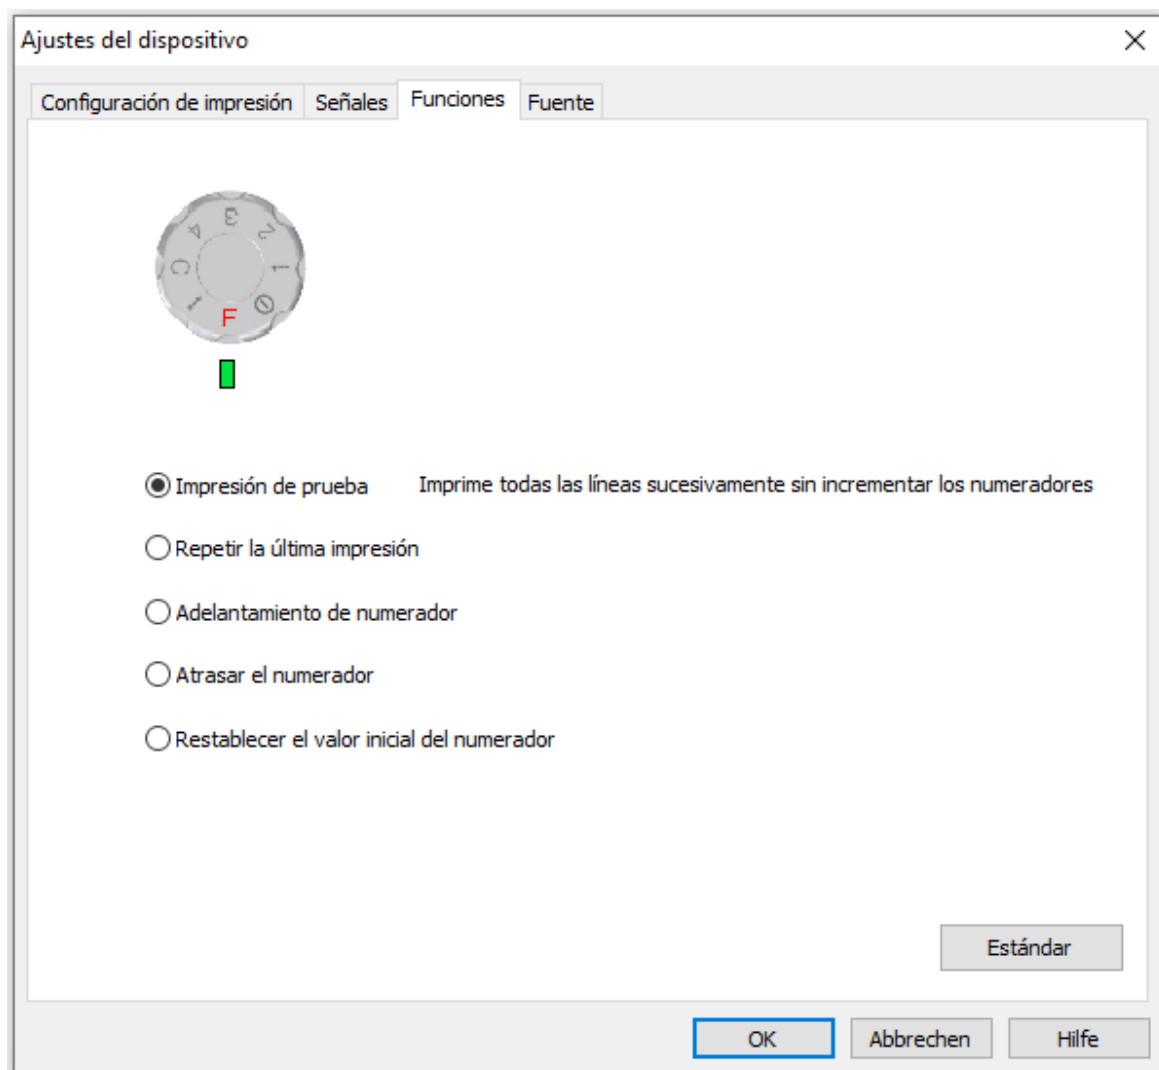 Ajustes del dispositivo
Configuración de impresión Señales Funciones Fuente
3
4 2
C 1
1 0
F
Impresión de prueba Imprime todas las líneas sucesivamente sin incrementar los numeradores
Repetir la última impresión
Adelantamiento de numerador
Atrasar el numerador
Restablecer el valor inicial del numerador
Estándar
OK Abbrechen Hilfe